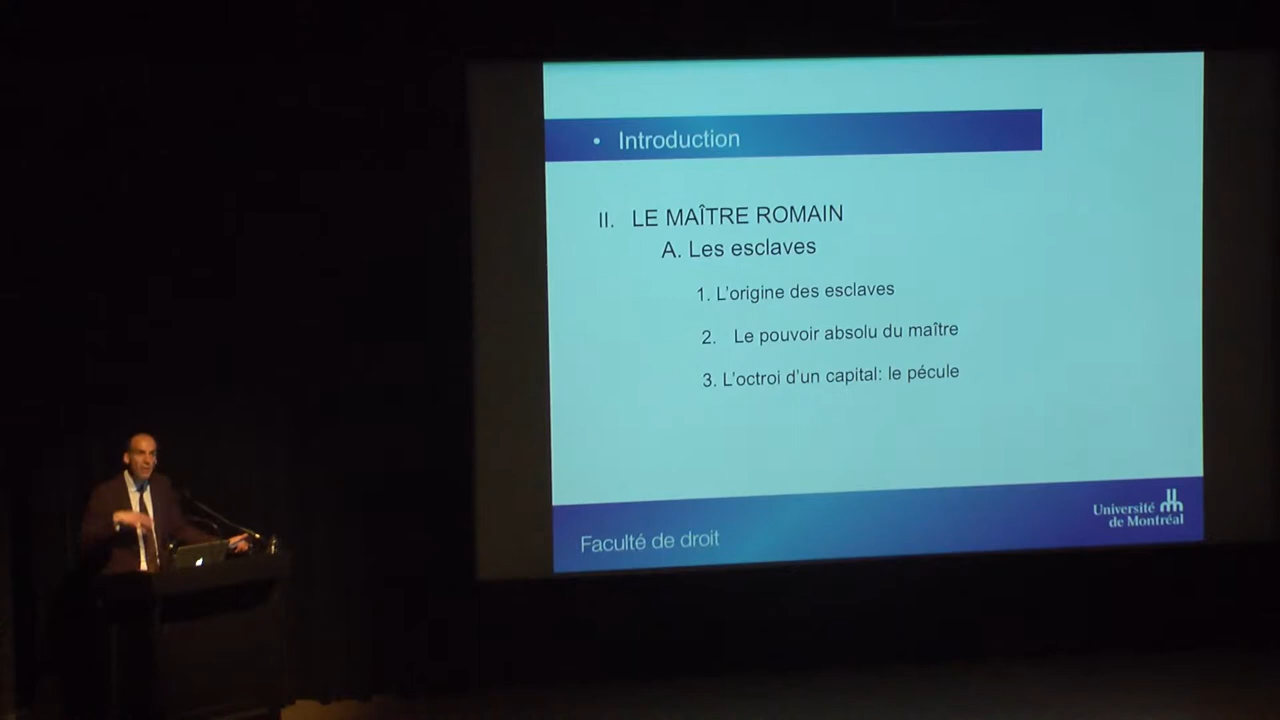 • Introduction
II. LE MAÎTRE ROMAIN
A. Les esclaves
1. L'origine des esclaves
2. Le pouvoir absolu du maître
3. L'octroi d'un capital: le pécule
Faculté de droit
Université
de Montréal